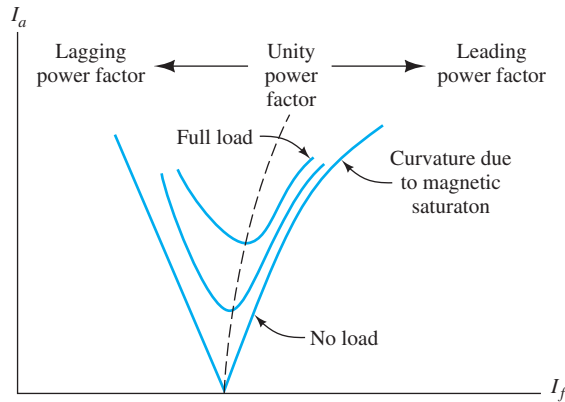 I_a
Lagging
power factor
Unity
power
factor
Leading
power factor
Full load
Curvature due
to magnetic
saturaton
No load
I_f